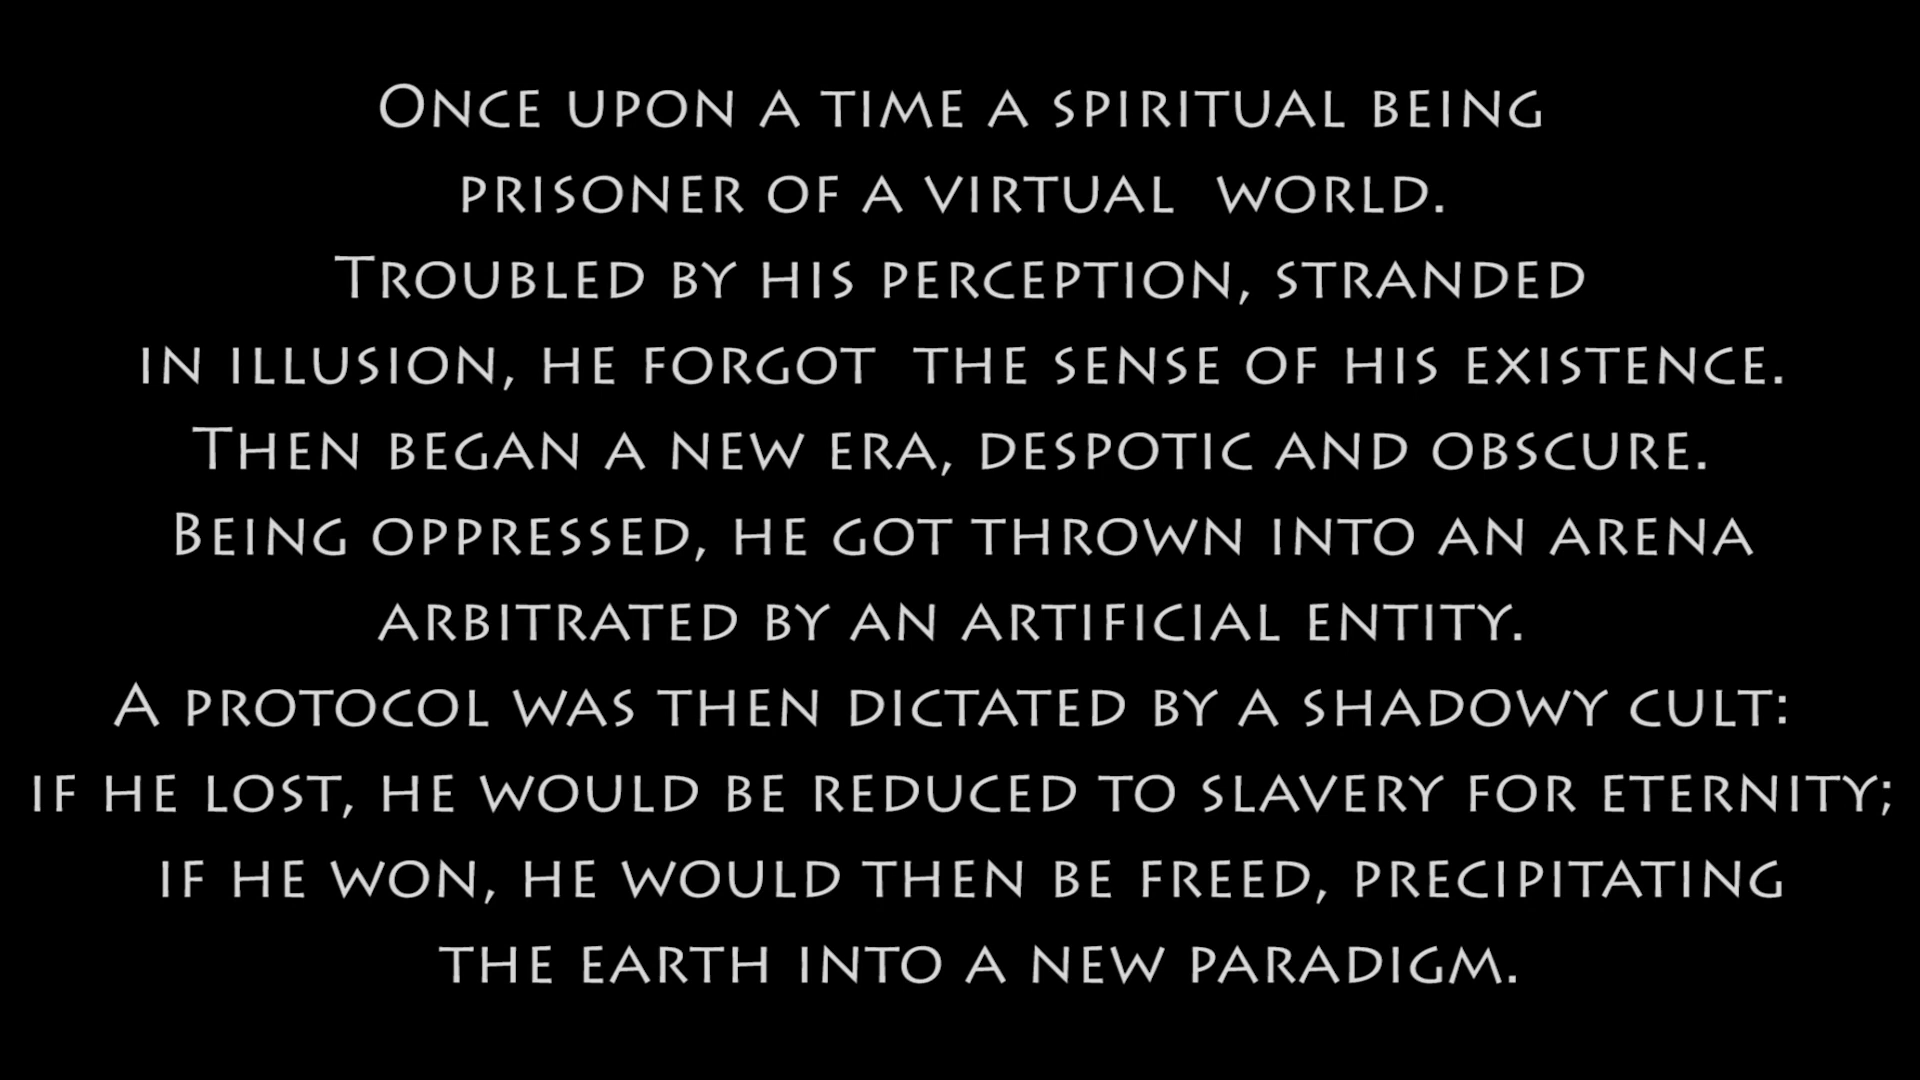 Once upon a time a spiritual being
prisoner of a virtual world.
Troubled by his perception, stranded
in illusion, he forgot the sense of his existence.
Then began a new era, despotic and obscure.
Being oppressed, he got thrown into an arena
arbitrated by an artificial entity.
A protocol was then dictated by a shadowy cult:
if he lost, he would be reduced to slavery for eternity;
if he won, he would then be freed, precipitating
the earth into a new paradigm.